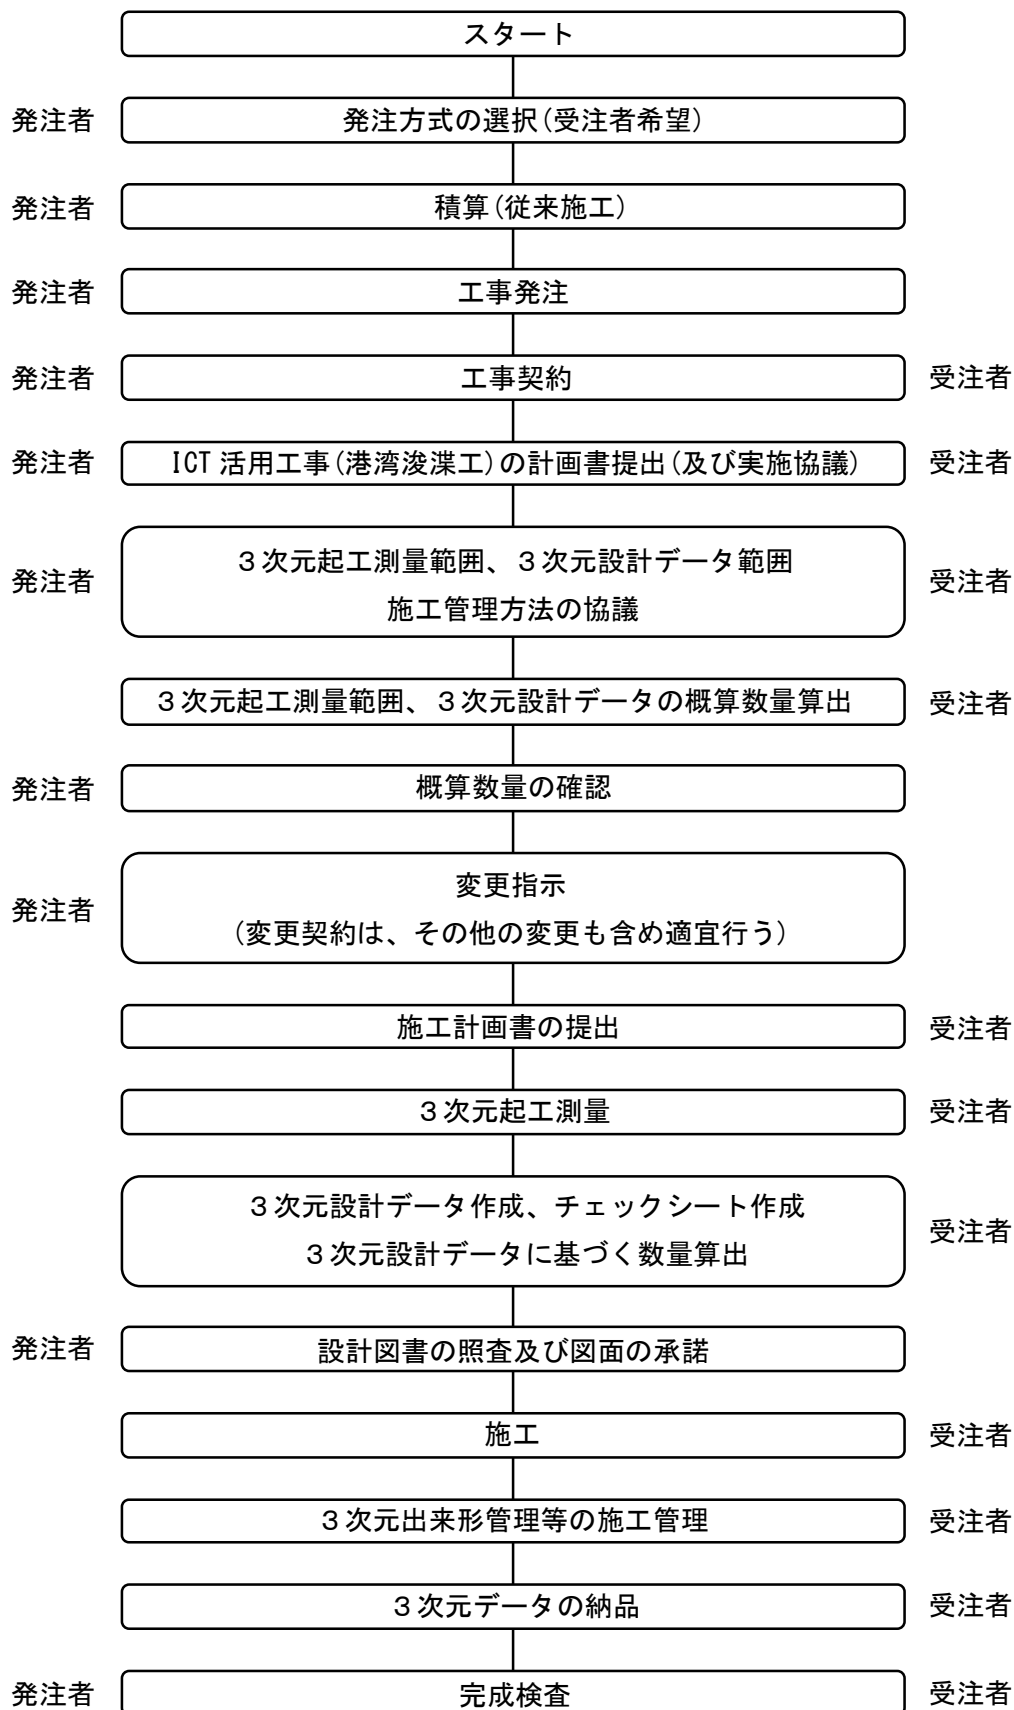 スタート
発注者 発注方式の選択(受注者希望)
発注者 積算(従来施工)
発注者 工事発注
発注者 工事契約 受注者
発注者 ICT 活用工事(港湾浚渫工)の計画書提出(及び実施協議) 受注者
3次元起工測量範囲、3次元設計データ範囲
発注者 施工管理方法の協議 受注者
3次元起工測量範囲、3次元設計データの概算数量算出 受注者
発注者 概算数量の確認
変更指示
発注者 (変更契約は、その他の変更も含め適宜行う)
施工計画書の提出 受注者
3次元起工測量 受注者
3次元設計データ作成、チェックシート作成
3次元設計データに基づく数量算出 受注者
発注者 設計図書の照査及び図面の承諾
施工 受注者
3次元出来形管理等の施工管理 受注者
3次元データの納品 受注者
発注者 完成検査 受注者